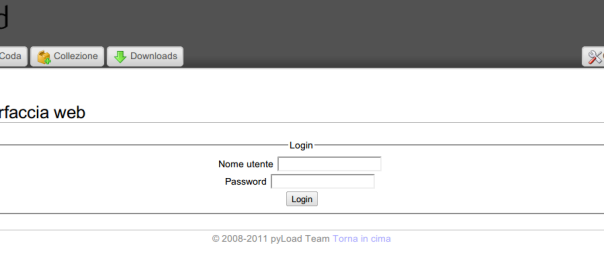 Coda Collezione Downloads
rfaccia web
Login
Nome utente
Password
Login
© 2008-2011 pyLoad Team Torna in cima